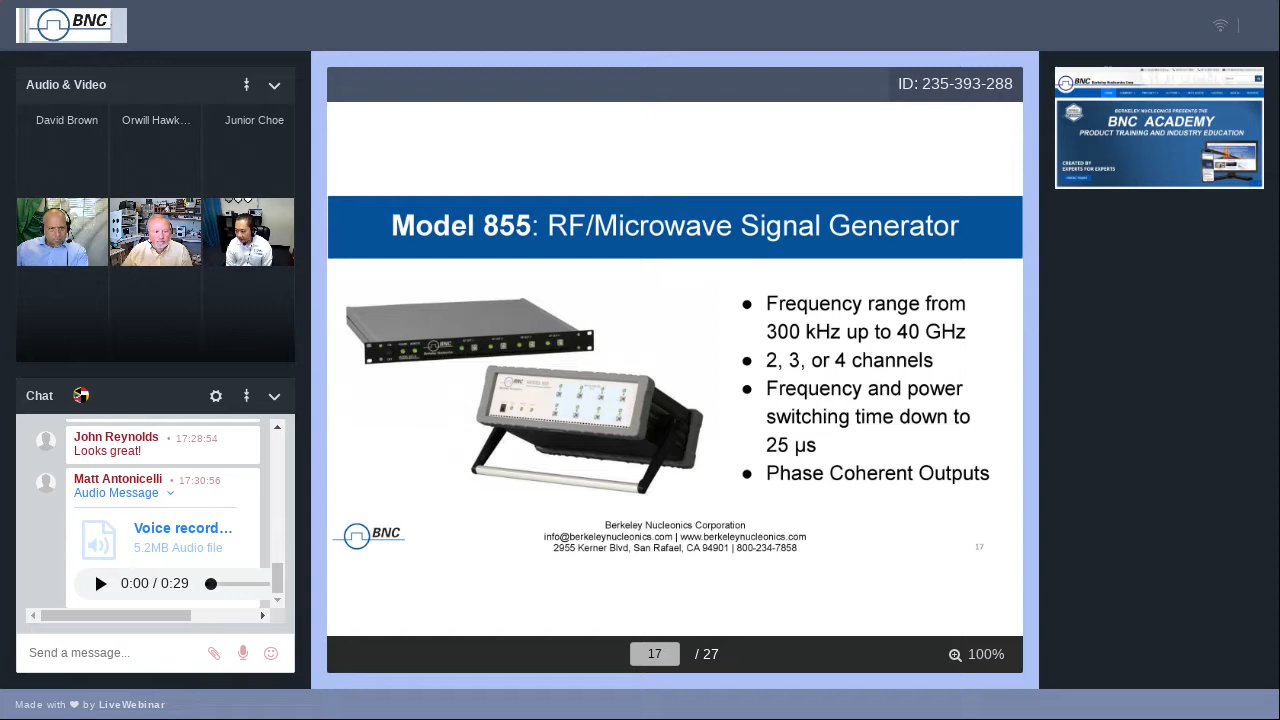 BNC
Audio & Video
David Brown
Orwill Hawk...
Junior Choe
Chat
John Reynolds • 17:28:54
Looks great!
Matt Antonicelli • 17:30:56
Audio Message
Voice record...
5.2MB Audio file
0:00 / 0:29
Send a message...
ID: 235-393-288
Model 855: RF/Microwave Signal Generator
BNC
● Frequency range from
300 kHz up to 40 GHz
● 2, 3, or 4 channels
● Frequency and power
switching time down to
25 µs
● Phase Coherent Outputs
BNC
Berkeley Nucleonics Corporation
info@berkeleynucleonics.com | www.berkeleynucleonics.com
2955 Kerner Blvd, San Rafael, CA 94901 | 800-234-7858
17
17 / 27
100%
BNC Berkeley Nucleonics Corp
BERKELEY NUCLEONICS PRESENTS THE
BNC ACADEMY
PRODUCT TRAINING AND INDUSTRY EDUCATION
CREATED BY
EXPERTS FOR EXPERTS
Made with ❤ by LiveWebinar